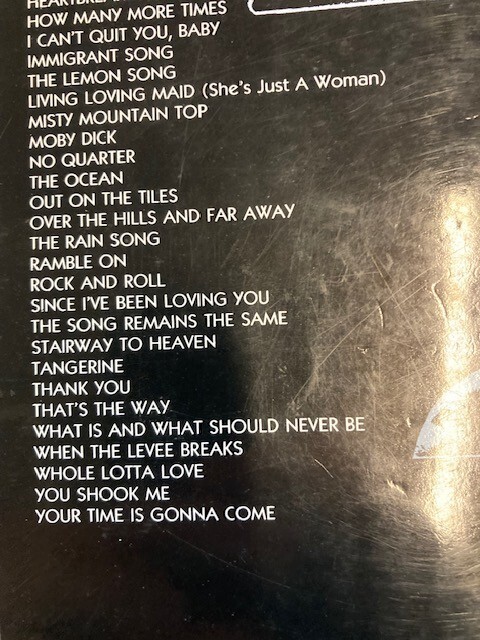 HOW MANY MORE TIMES
I CAN'T QUIT YOU, BABY
IMMIGRANT SONG
THE LEMON SONG
LIVING LOVING MAID (She's Just A Woman)
MISTY MOUNTAIN TOP
MOBY DICK
NO QUARTER
THE OCEAN
OUT ON THE TILES
OVER THE HILLS AND FAR AWAY
THE RAIN SONG
RAMBLE ON
ROCK AND ROLL
SINCE I'VE BEEN LOVING YOU
THE SONG REMAINS THE SAME
STAIRWAY TO HEAVEN
TANGERINE
THANK YOU
THAT'S THE WAY
WHAT IS AND WHAT SHOULD NEVER BE
WHEN THE LEVEE BREAKS
WHOLE LOTTA LOVE
YOU SHOOK ME
YOUR TIME IS GONNA COME